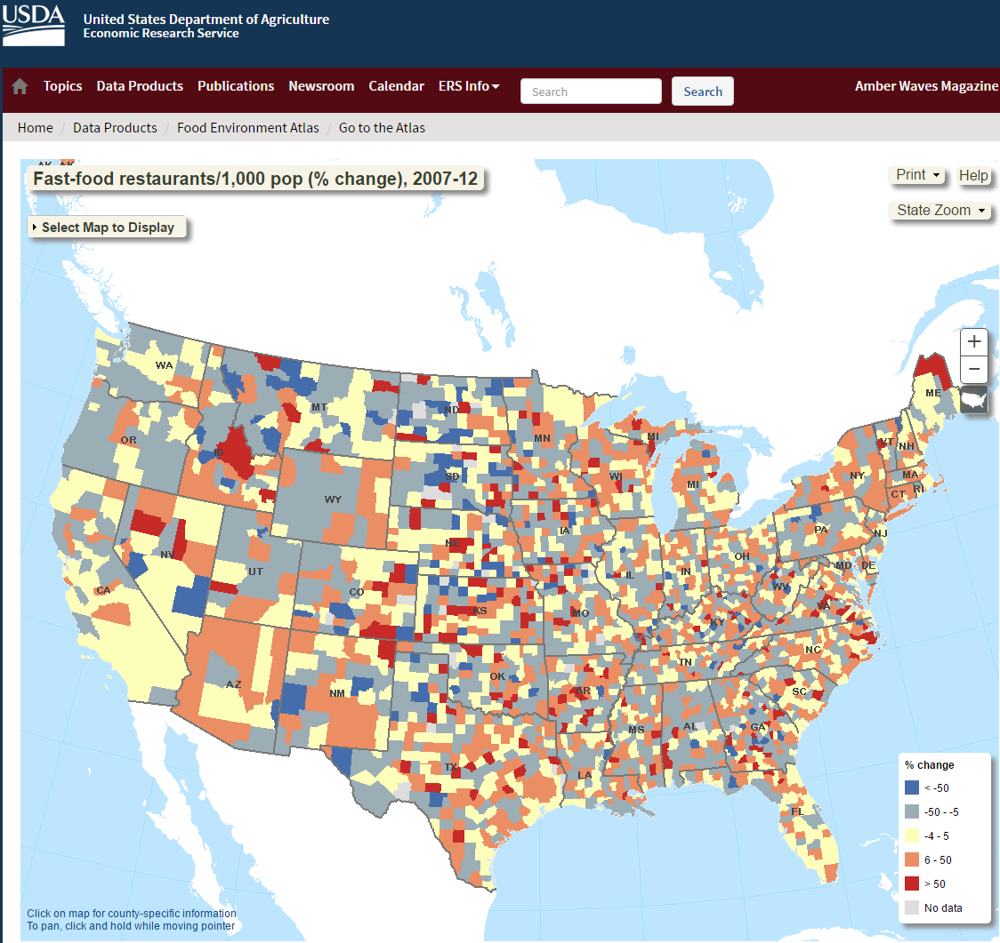 USDA
United States Department of Agriculture
Economic Research Service
Topics Data Products Publications Newsroom Calendar ERS Info Search Search Amber Waves Magazine
Home / Data Products / Food Environment Atlas / Go to the Atlas
AK AK
Fast-food restaurants/1,000 pop (% change), 2007-12
Print Help
Select Map to Display
State Zoom
+
−
WA
ME
MT
ND
OR
MN
MI
VT NH
ID
SD
WI
NY
MA
MI
CT RI
WY
IA
PA
NJ
NV
NE
OH
MD DE
UT
IL
IN
CA
CO
WV
KS
MO
VA
KY
NC
TN
AZ
NM
OK
AR
SC
MS
AL
GA
TX
LA
FL
% change
< -50
-50 - -5
-4 - 5
6 - 50
> 50
No data
Click on map for county-specific information
To pan, click and hold while moving pointer